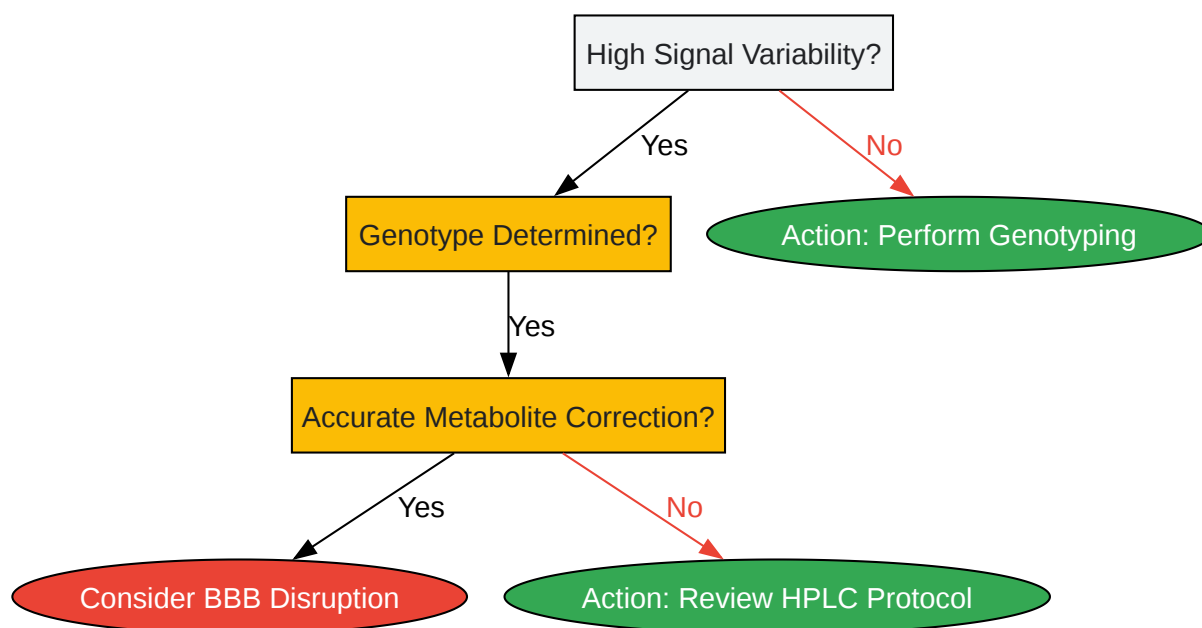 High Signal Variability?
Yes
No
Genotype Determined?
Action: Perform Genotyping
Yes
Accurate Metabolite Correction?
Yes
No
Consider BBB Disruption
Action: Review HPLC Protocol